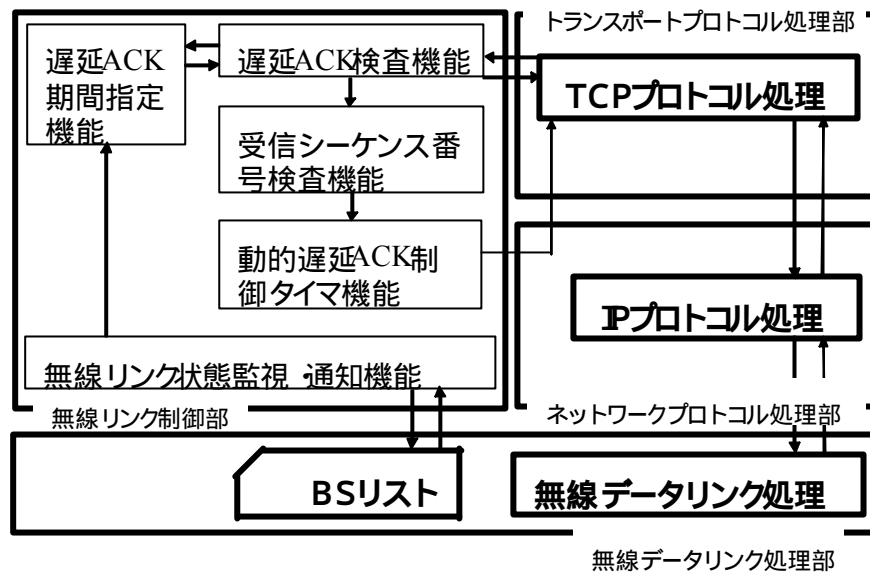 トランスポートプロトコル処理部
遅延ACK
期間指定
機能
遅延ACK検査機能
TCPプロトコル処理
受信シーケンス番
号検査機能
動的遅延ACK制
御タイマ機能
IPプロトコル処理
無線リンク状態監視・通知機能
無線リンク制御部
ネットワークプロトコル処理部
BSリスト
無線データリンク処理
無線データリンク処理部